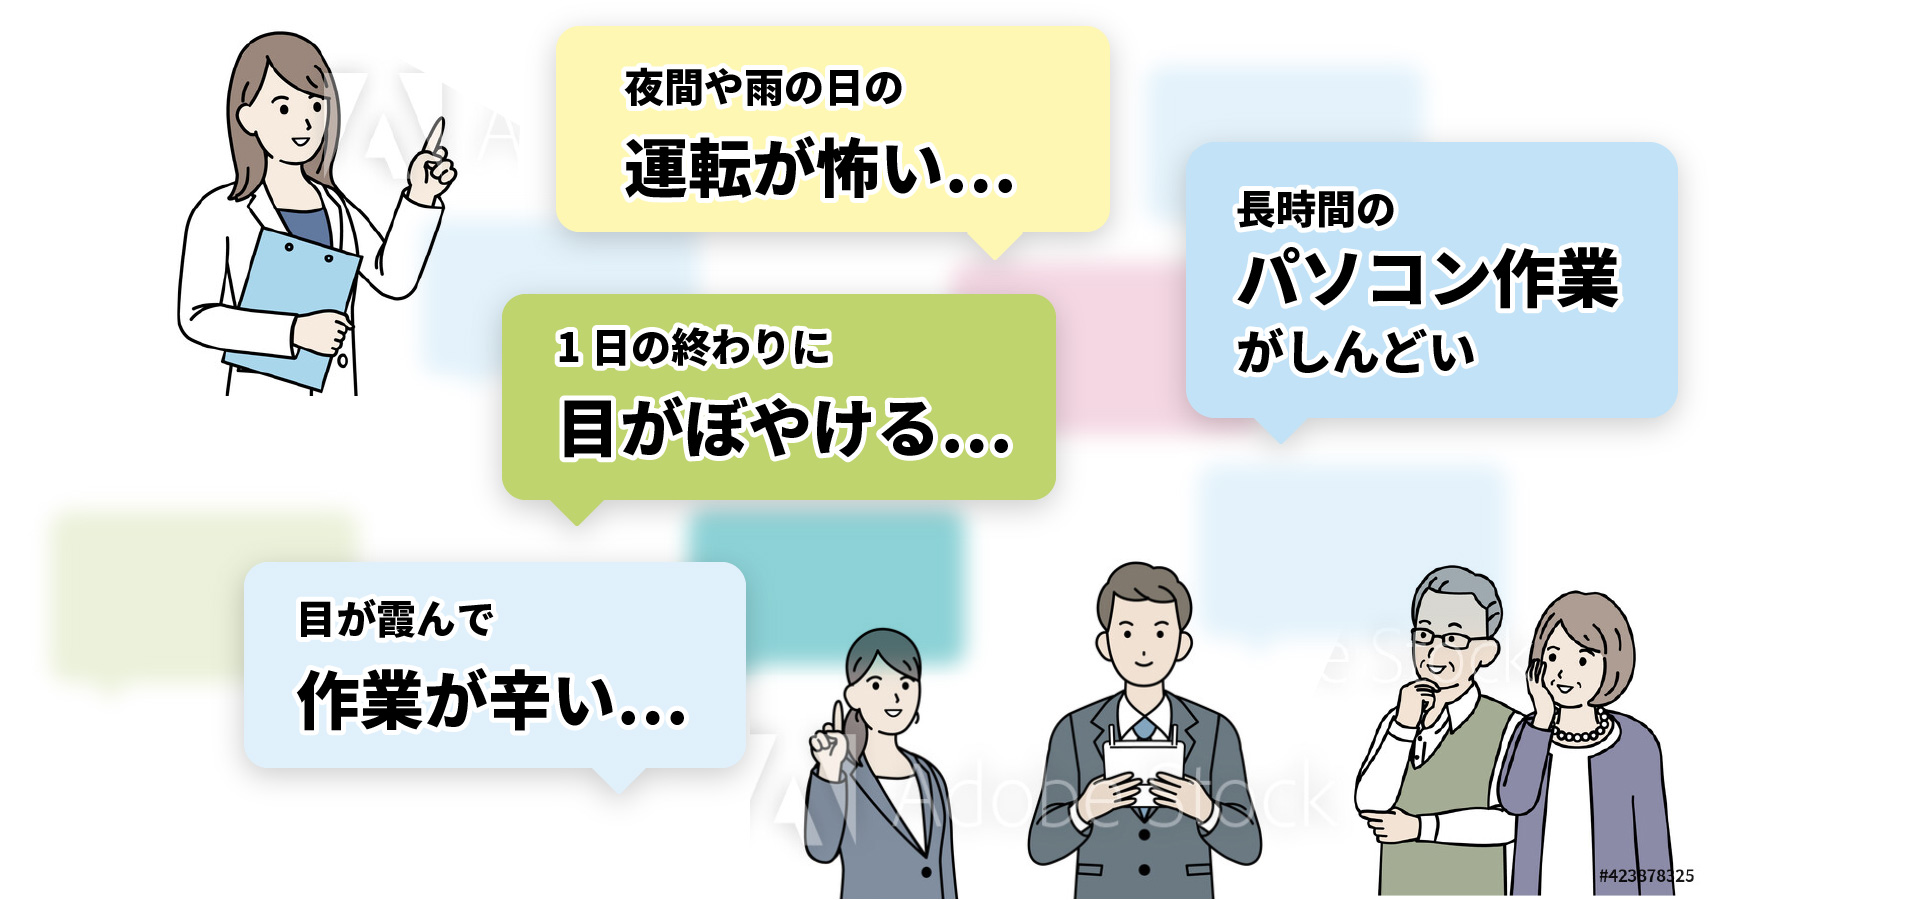 夜間や雨の日の
運転が怖い...
長時間の
パソコン作業
がしんどい
1日の終わりに
目がぼやける...
目が霞んで
作業が辛い...
Adobe Stock
#423378325